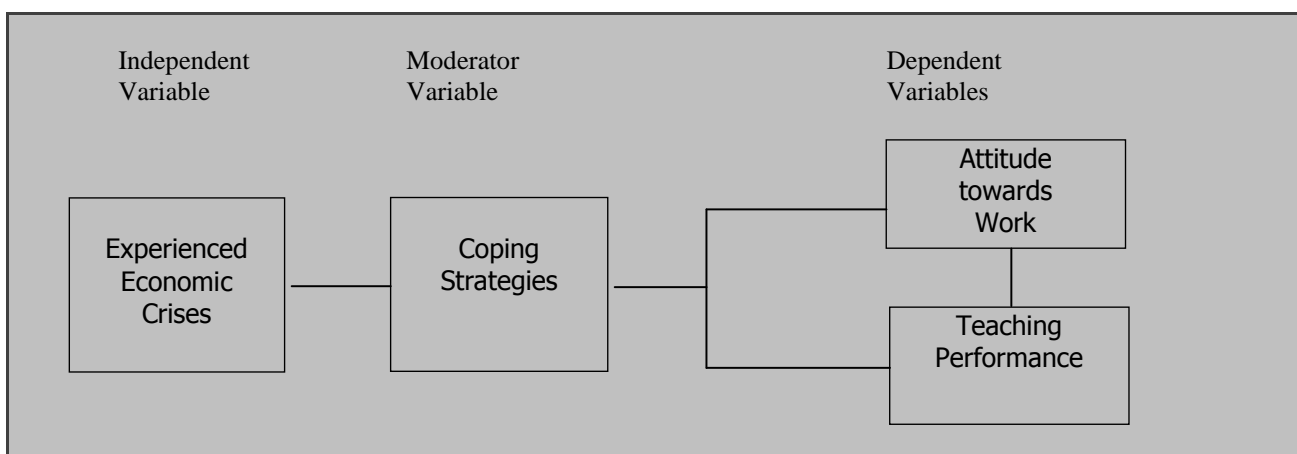 Independent
Variable
Moderator
Variable
Dependent
Variables
Experienced
Economic
Crises
Coping
Strategies
Attitude
towards
Work
Teaching
Performance